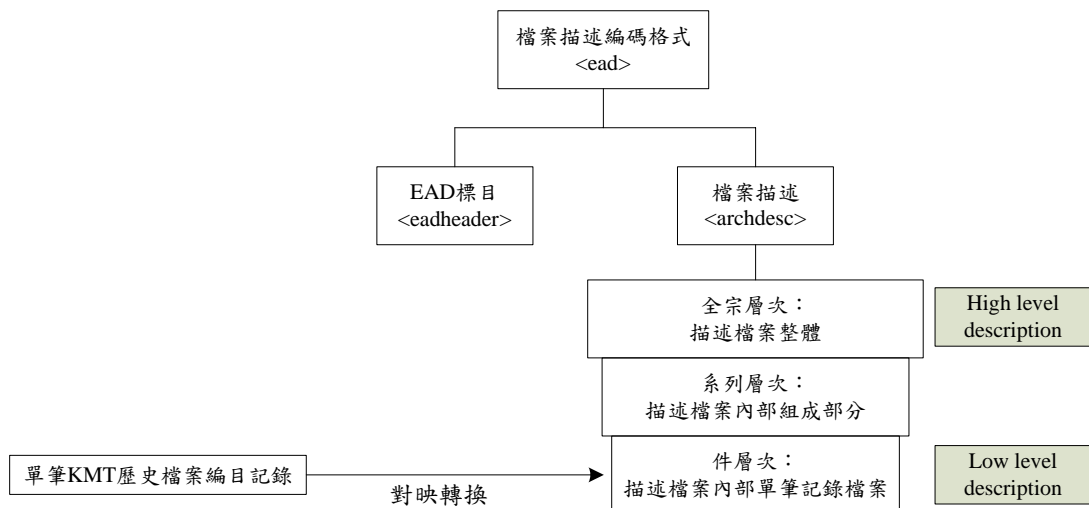 檔案描述編碼格式
<ead>
EAD標目
<eadheader>
檔案描述
<archdesc>
全宗層次：
描述檔案整體
High level
description
系列層次：
描述檔案內部組成部分
單筆KMT歷史檔案編目記錄
對映轉換
件層次：
描述檔案內部單筆記錄檔案
Low level
description